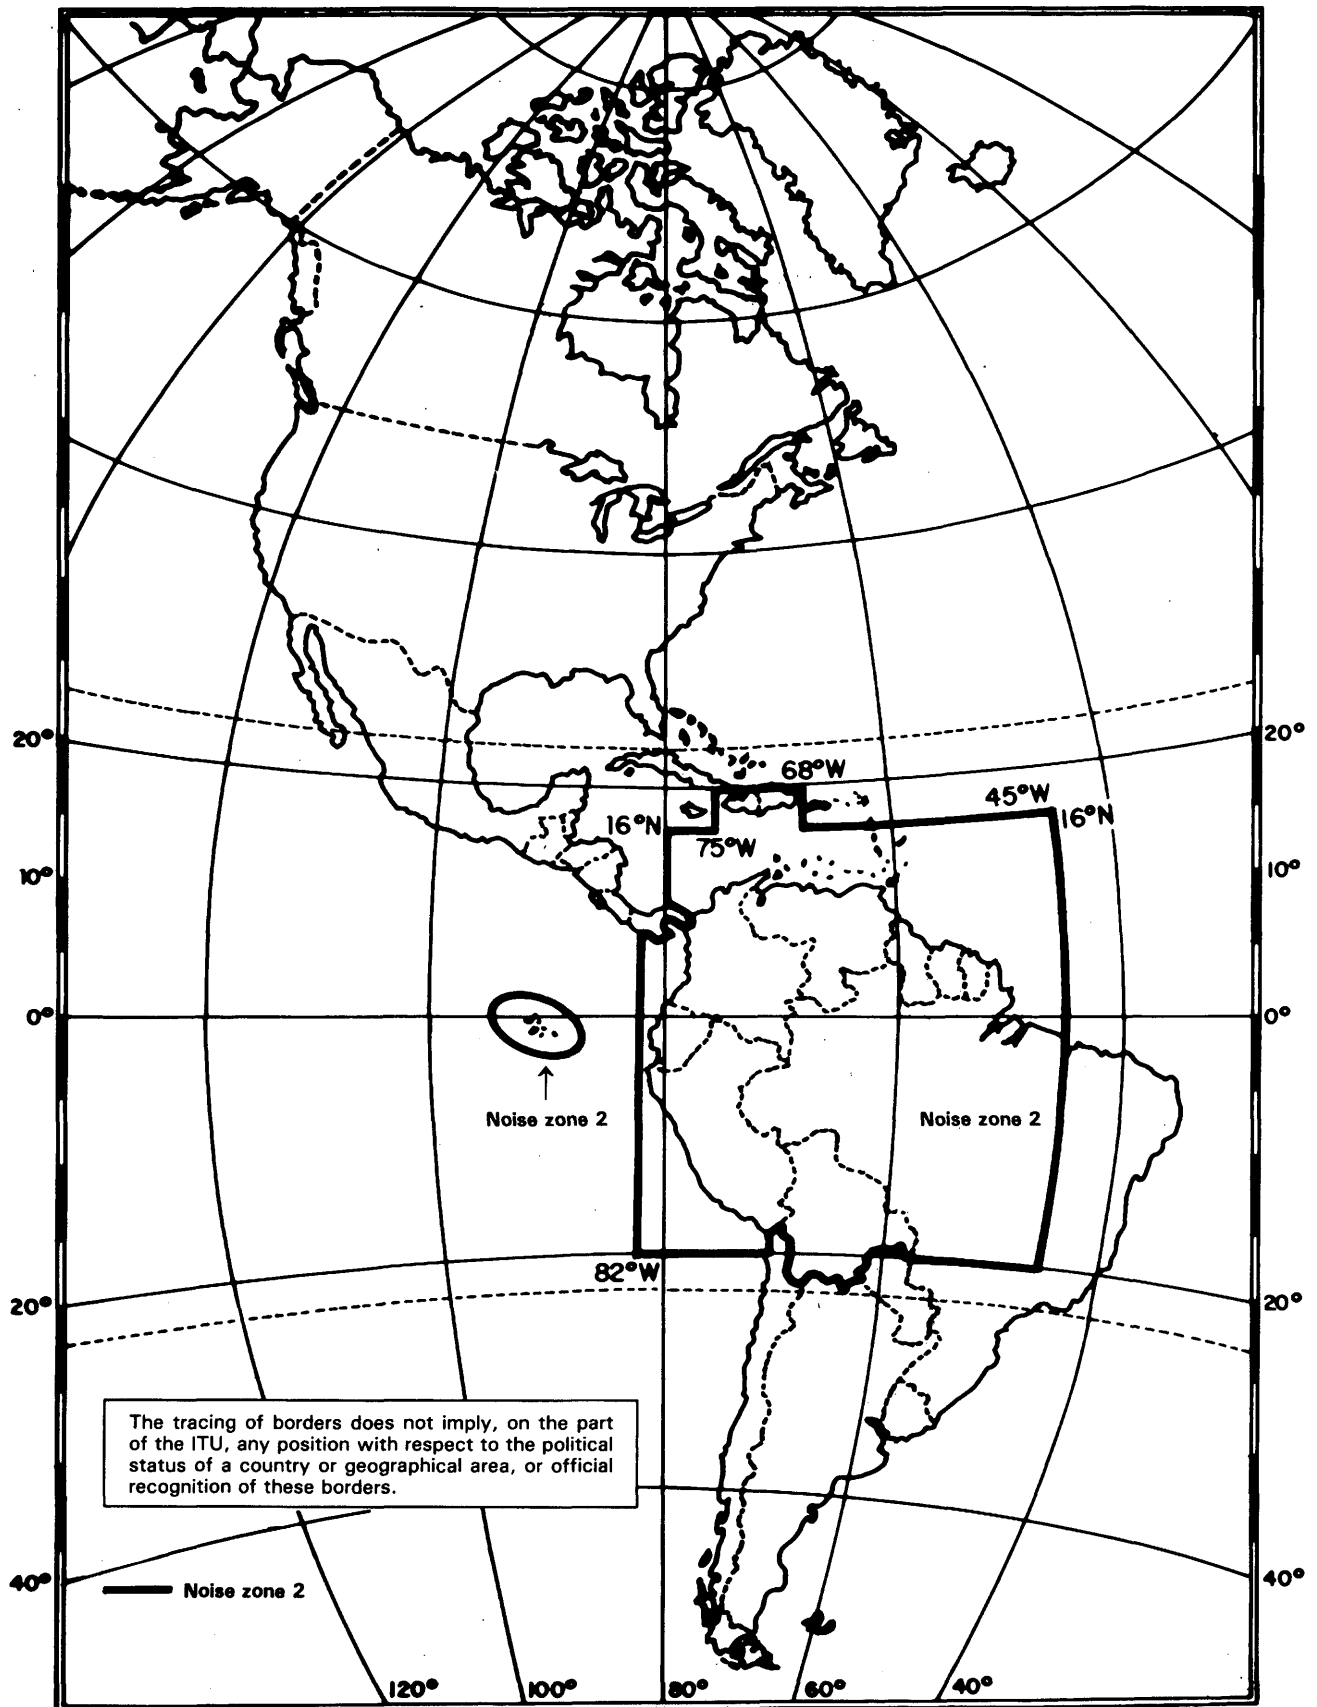 20°
20°
68°W
45°W
16°N
16°N
75°W
10°
10°
0°
0°
Noise zone 2
Noise zone 2
82°W
20°
20°
The tracing of borders does not imply, on the part
of the ITU, any position with respect to the political
status of a country or geographical area, or official
recognition of these borders.
40°
40°
Noise zone 2
120°
100°
80°
60°
40°